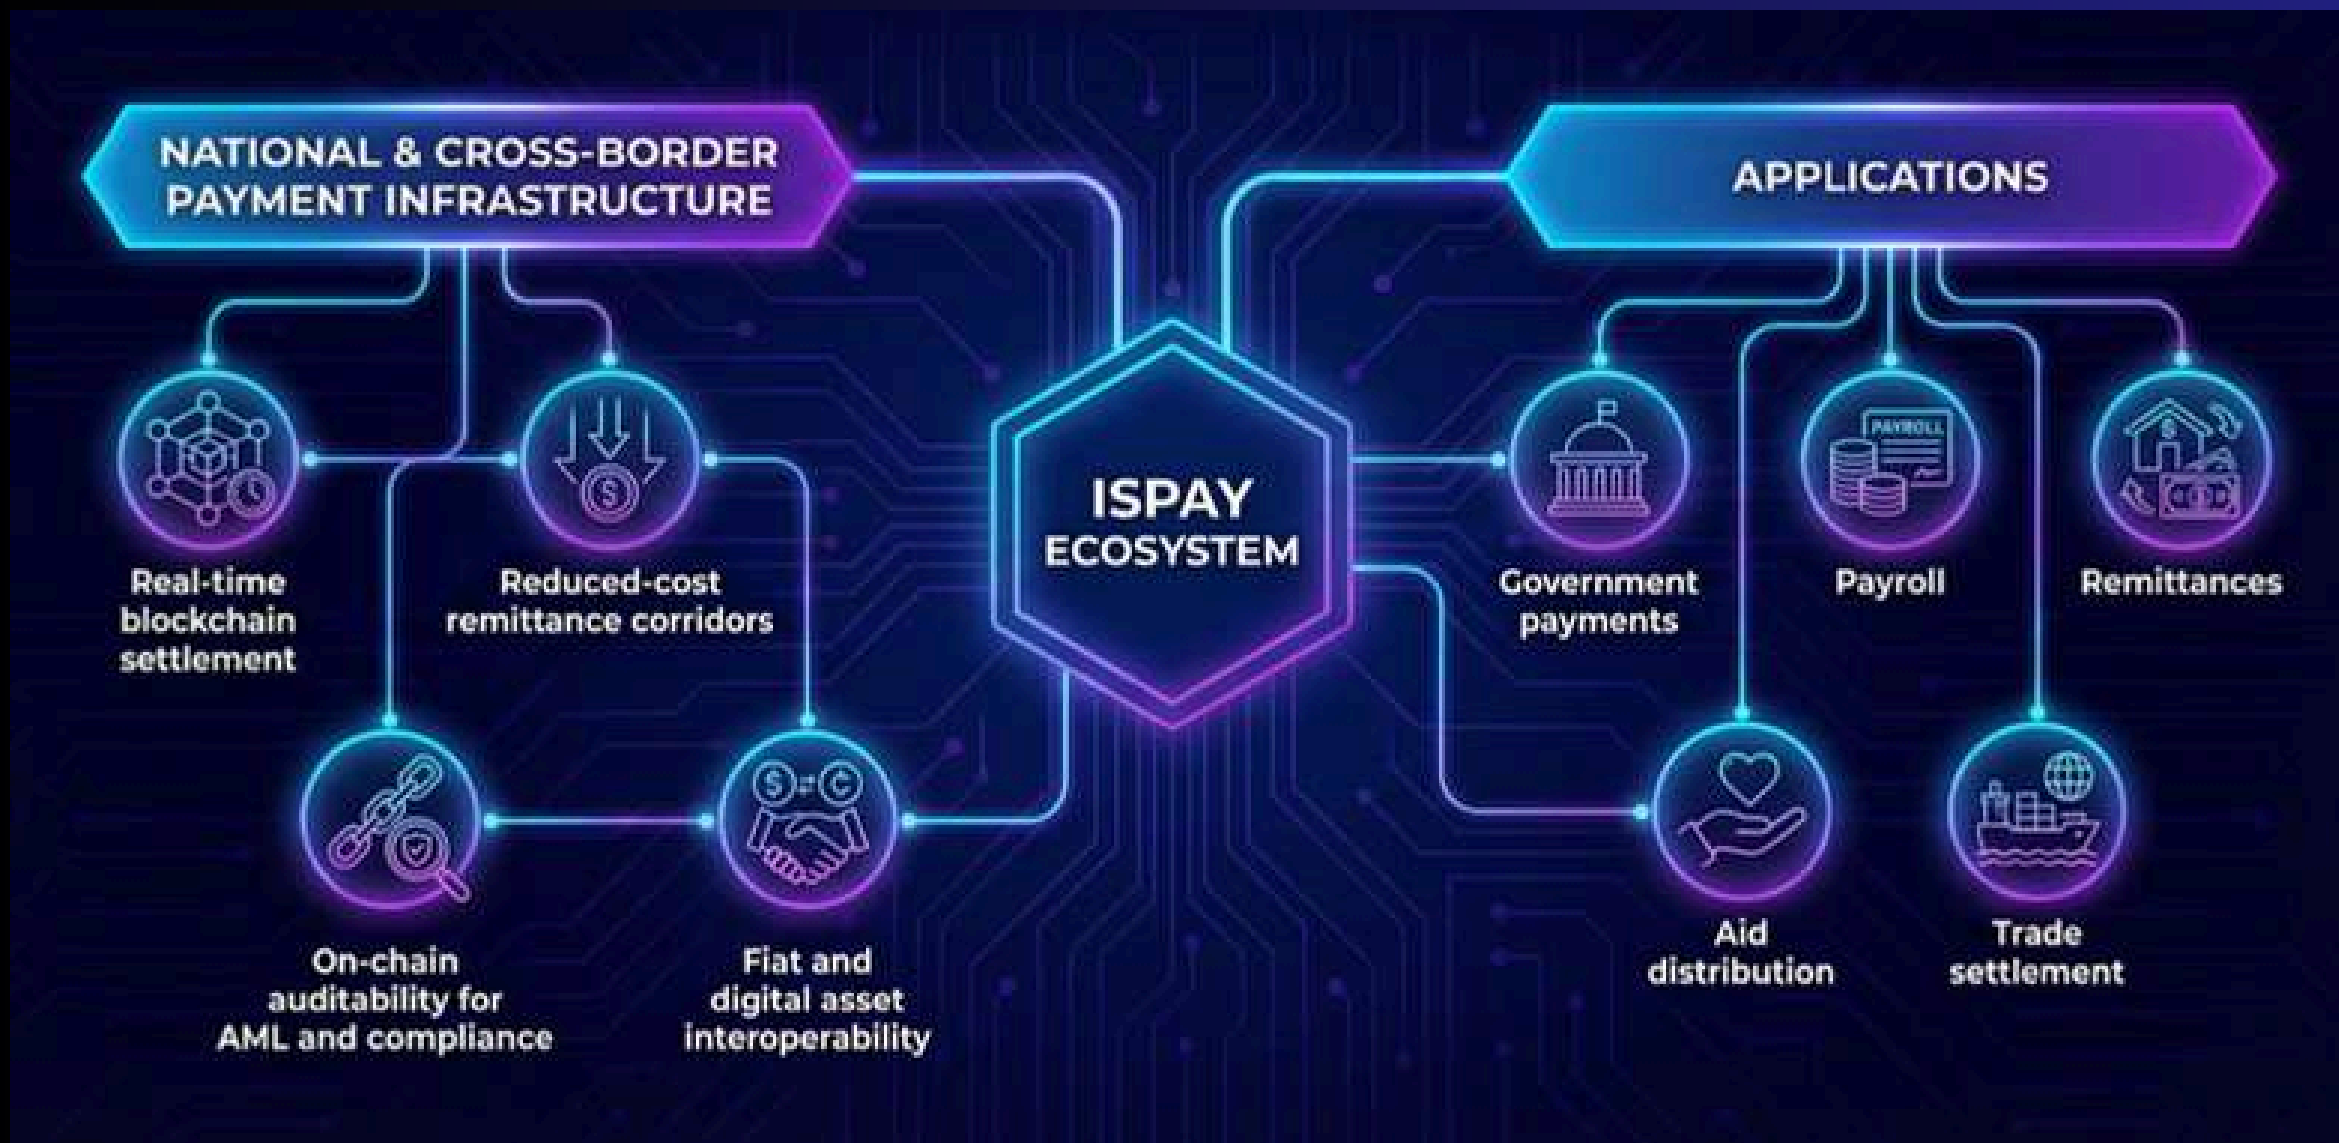 NATIONAL & CROSS-BORDER
PAYMENT INFRASTRUCTURE
Real-time
blockchain
settlement
Reduced-cost
remittance corridors
On-chain
auditability for
AML and compliance
Fiat and
digital asset
interoperability
ISPAY
ECOSYSTEM
APPLICATIONS
Government
payments
PAYROLL
Payroll
Remittances
Aid
distribution
Trade
settlement